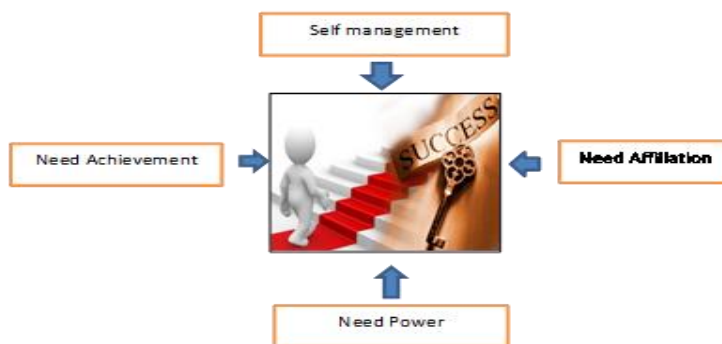 Self management
SUCCESS
Need Achievement
Need Affiliation
Need Power